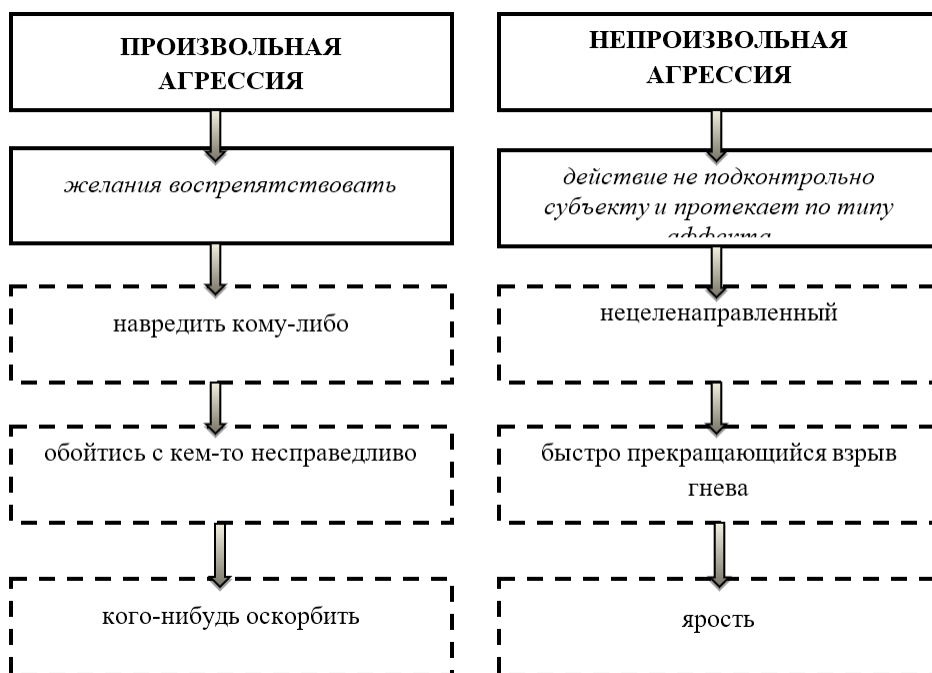 ПРОИЗВОЛЬНАЯ
АГРЕССИЯ
желания воспрепятствовать
навредить кому-либо
обойтись с кем-то несправедливо
кого-нибудь оскорбить
НЕПРОИЗВОЛЬНАЯ
АГРЕССИЯ
действие не подконтрольно
субъекту и протекает по типу
аффекта
нецеленаправленный
быстро прекращающийся взрыв
гнева
ярость